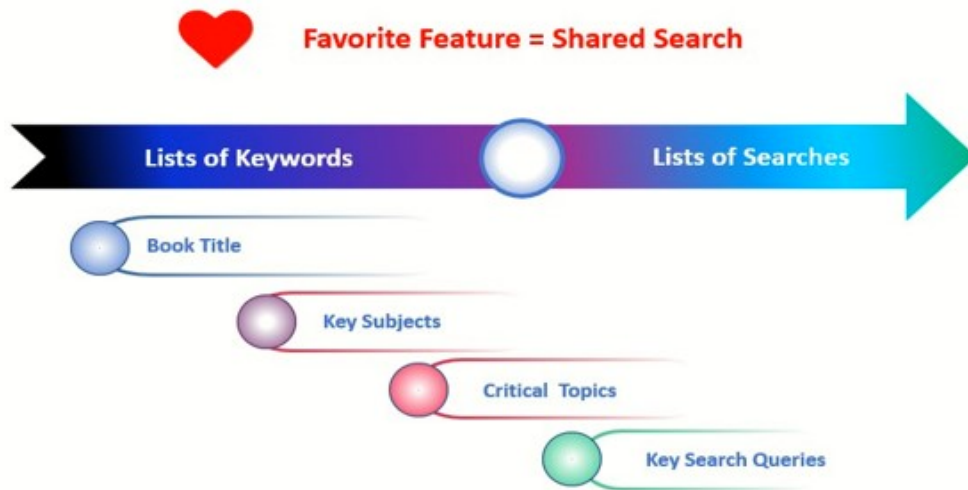 Favorite Feature = Shared Search
Lists of Keywords
Lists of Searches
Book Title
Key Subjects
Critical Topics
Key Search Queries